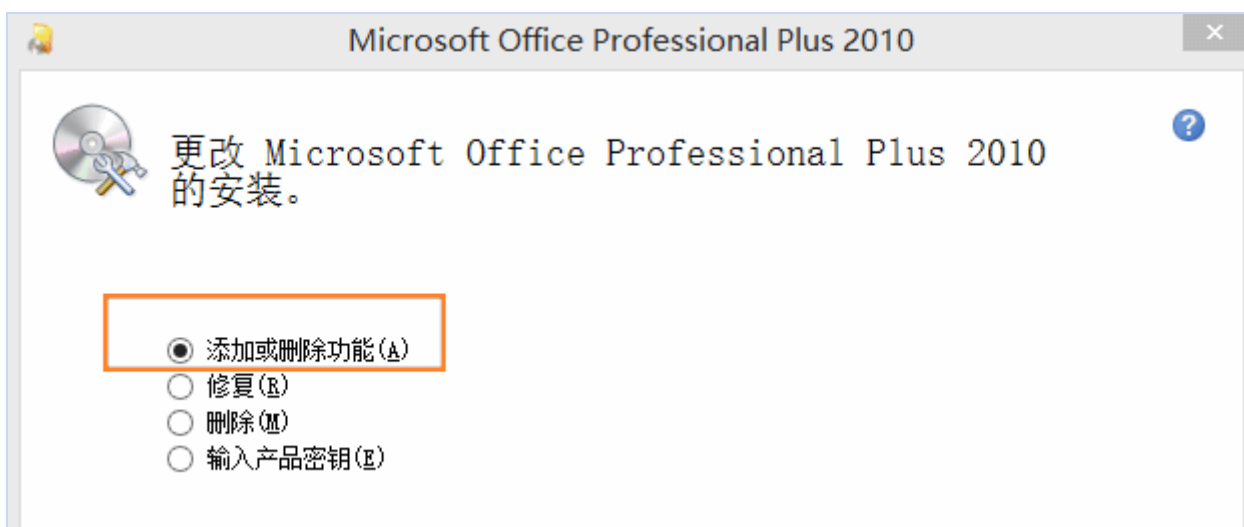 Microsoft Office Professional Plus 2010
×
更改 Microsoft Office Professional Plus 2010
的安装。
?
添加或删除功能(A)
修复(R)
删除(M)
输入产品密钥(E)